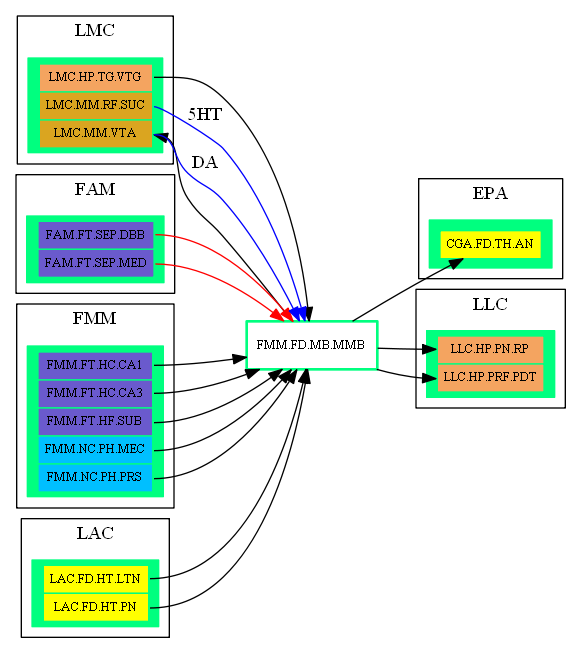 LMC
LMC.HP.TG.VTG
LMC.MM.RF.SUC
LMC.MM.VTA
5HT
DA
FAM
FAM.FT.SEP.DBB
FAM.FT.SEP.MED
FMM
FMM.FT.HC.CA1
FMM.FT.HC.CA3
FMM.FT.HF.SUB
FMM.NC.PH.MEC
FMM.NC.PH.PRS
LAC
LAC.FD.HT.LTN
LAC.FD.HT.PN
FMM.FD.MB.MMB
EPA
CGA.FD.TH.AN
LLC
LLC.HP.PN.RP
LLC.HP.PRF.PDT